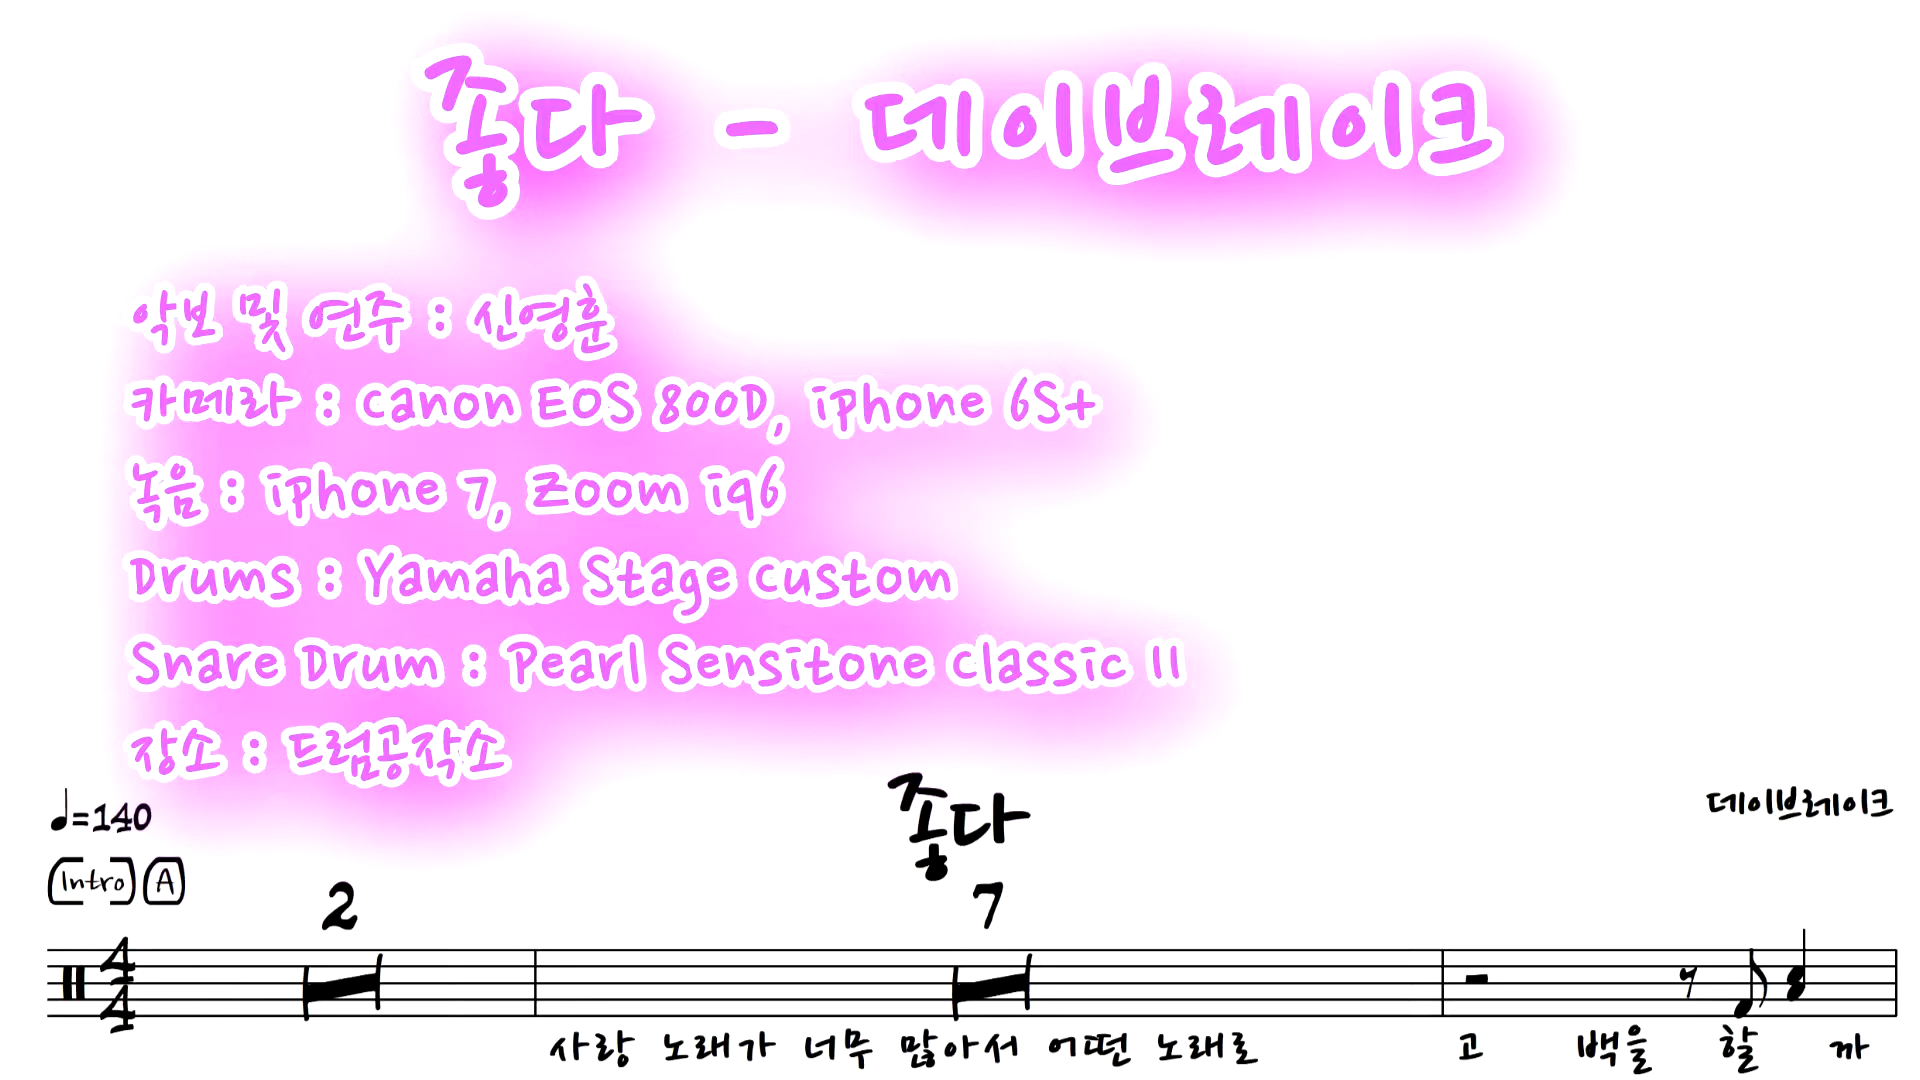 좋다 - 데이브레이크
악보 및 연주 : 신영훈
카메라 : Canon EOS 800D, iphone 6S+
녹음 : iphone 7, Zoom iq6
Drums : Yamaha Stage Custom
Snare Drum : Pearl Sensitone Classic II
장소 : 드럼공작소
좋다
데이브레이크
♩=140
Intro A
2 7
4
4
사랑 노래가 너무 많아서 어떤 노래로 고 백을 할 까